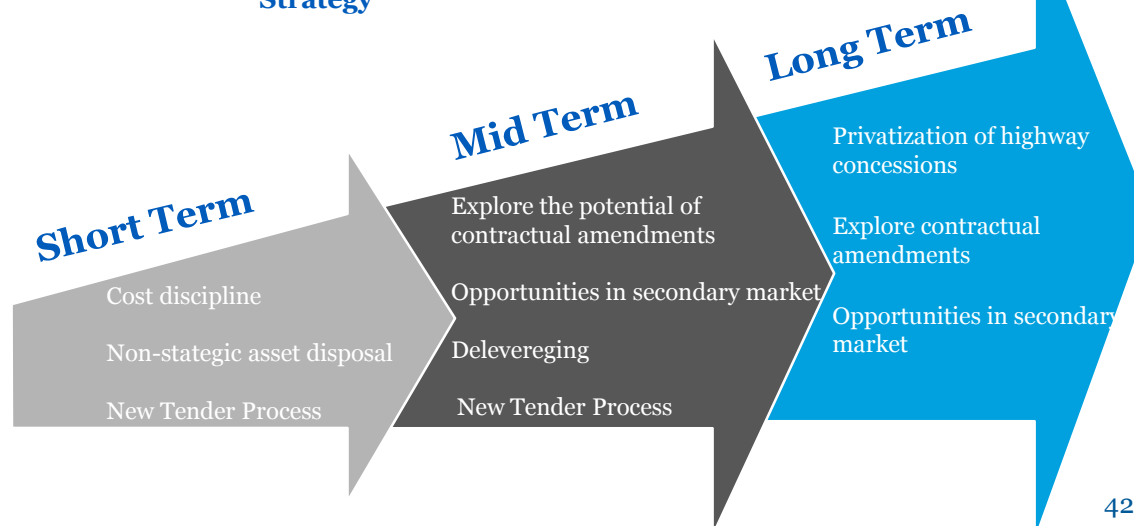 Strategy
Short Term
Cost discipline
Non-stategic asset disposal
New Tender Process
Mid Term
Explore the potential of
contractual amendments
Opportunities in secondary market
Delevereging
New Tender Process
Long Term
Privatization of highway
concessions
Explore contractual
amendments
Opportunities in secondary
market
42